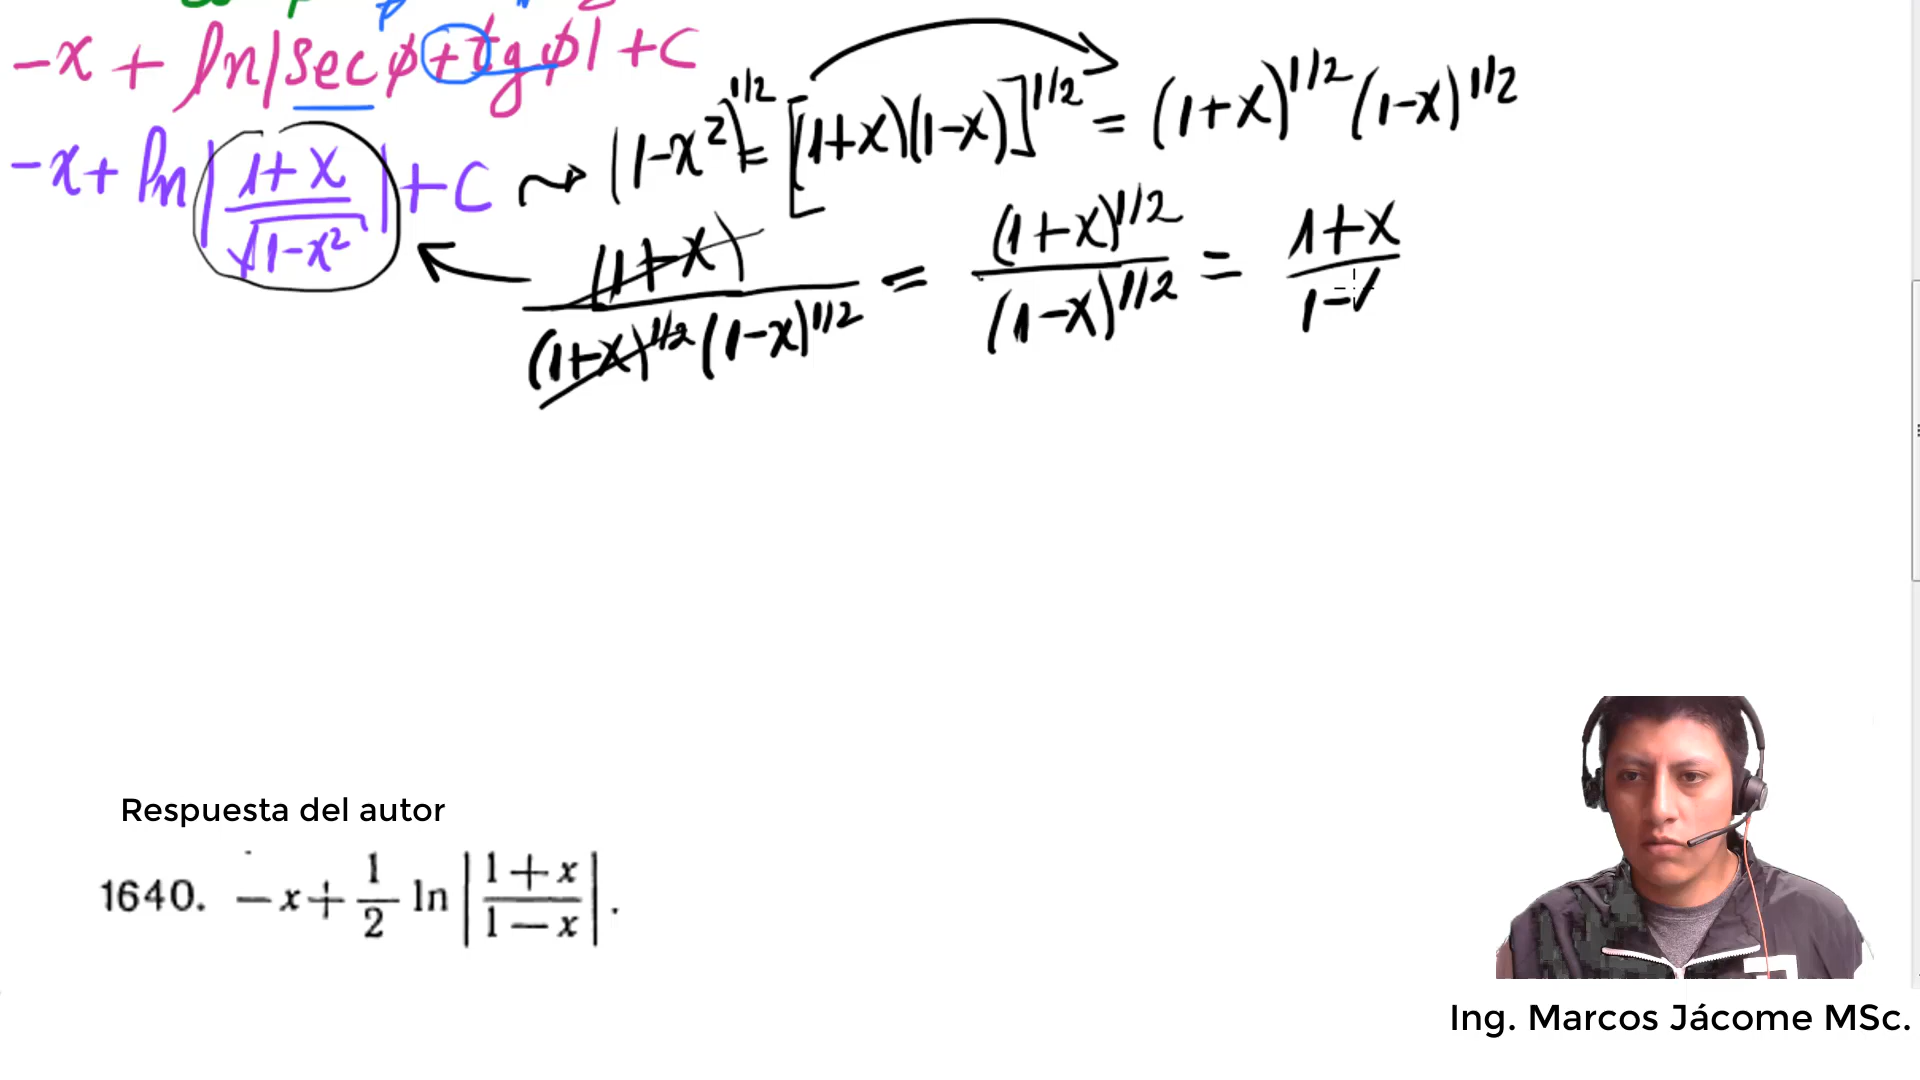 -x + ln|sec φ + tg φ| + C
-x + ln|(1+x)/√(1-x²)| + C
(1-x²)^1/2 = [(1+x)(1-x)]^1/2 = (1+x)^1/2 (1-x)^1/2
(1+x)/((1+x)^1/2 (1-x)^1/2) = (1+x)^1/2/(1-x)^1/2 = (1+x)/(1-
Respuesta del autor
1640. -x + 1/2 ln |(1+x)/(1-x)|.
Ing. Marcos Jácome MSc.